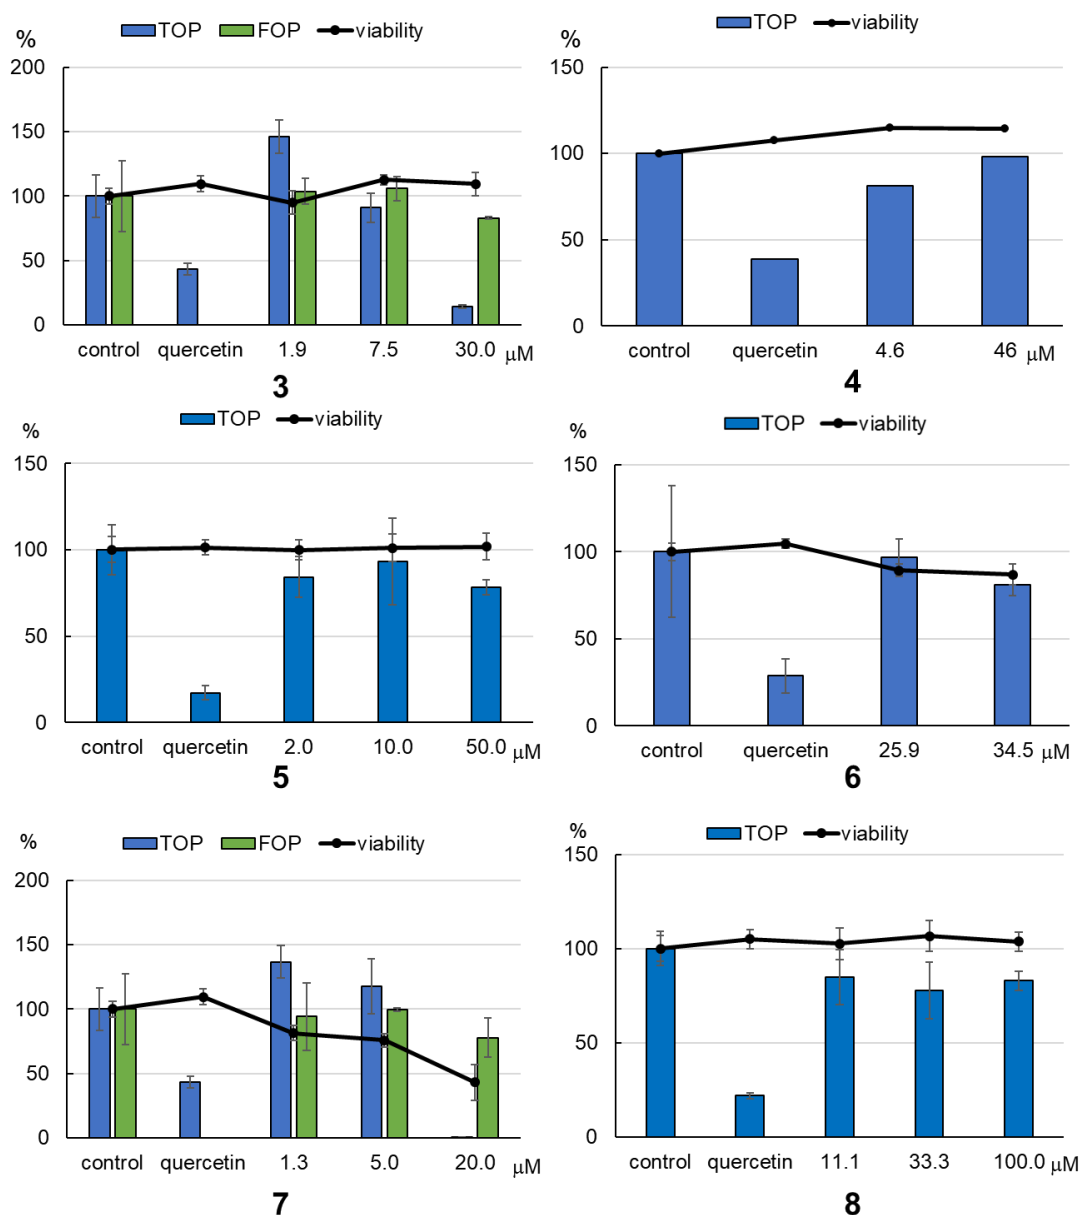 % TOP FOP viability
200
150
100
50
0
control quercetin 1.9 7.5 30.0 μM
3
% TOP viability
150
100
50
0
control quercetin 4.6 46 μM
4
% TOP viability
150
100
50
0
control quercetin 2.0 10.0 50.0 μM
5
% TOP viability
150
100
50
0
control quercetin 25.9 34.5 μM
6
% TOP FOP viability
200
150
100
50
0
control quercetin 1.3 5.0 20.0 μM
7
% TOP viability
150
100
50
0
control quercetin 11.1 33.3 100.0 μM
8